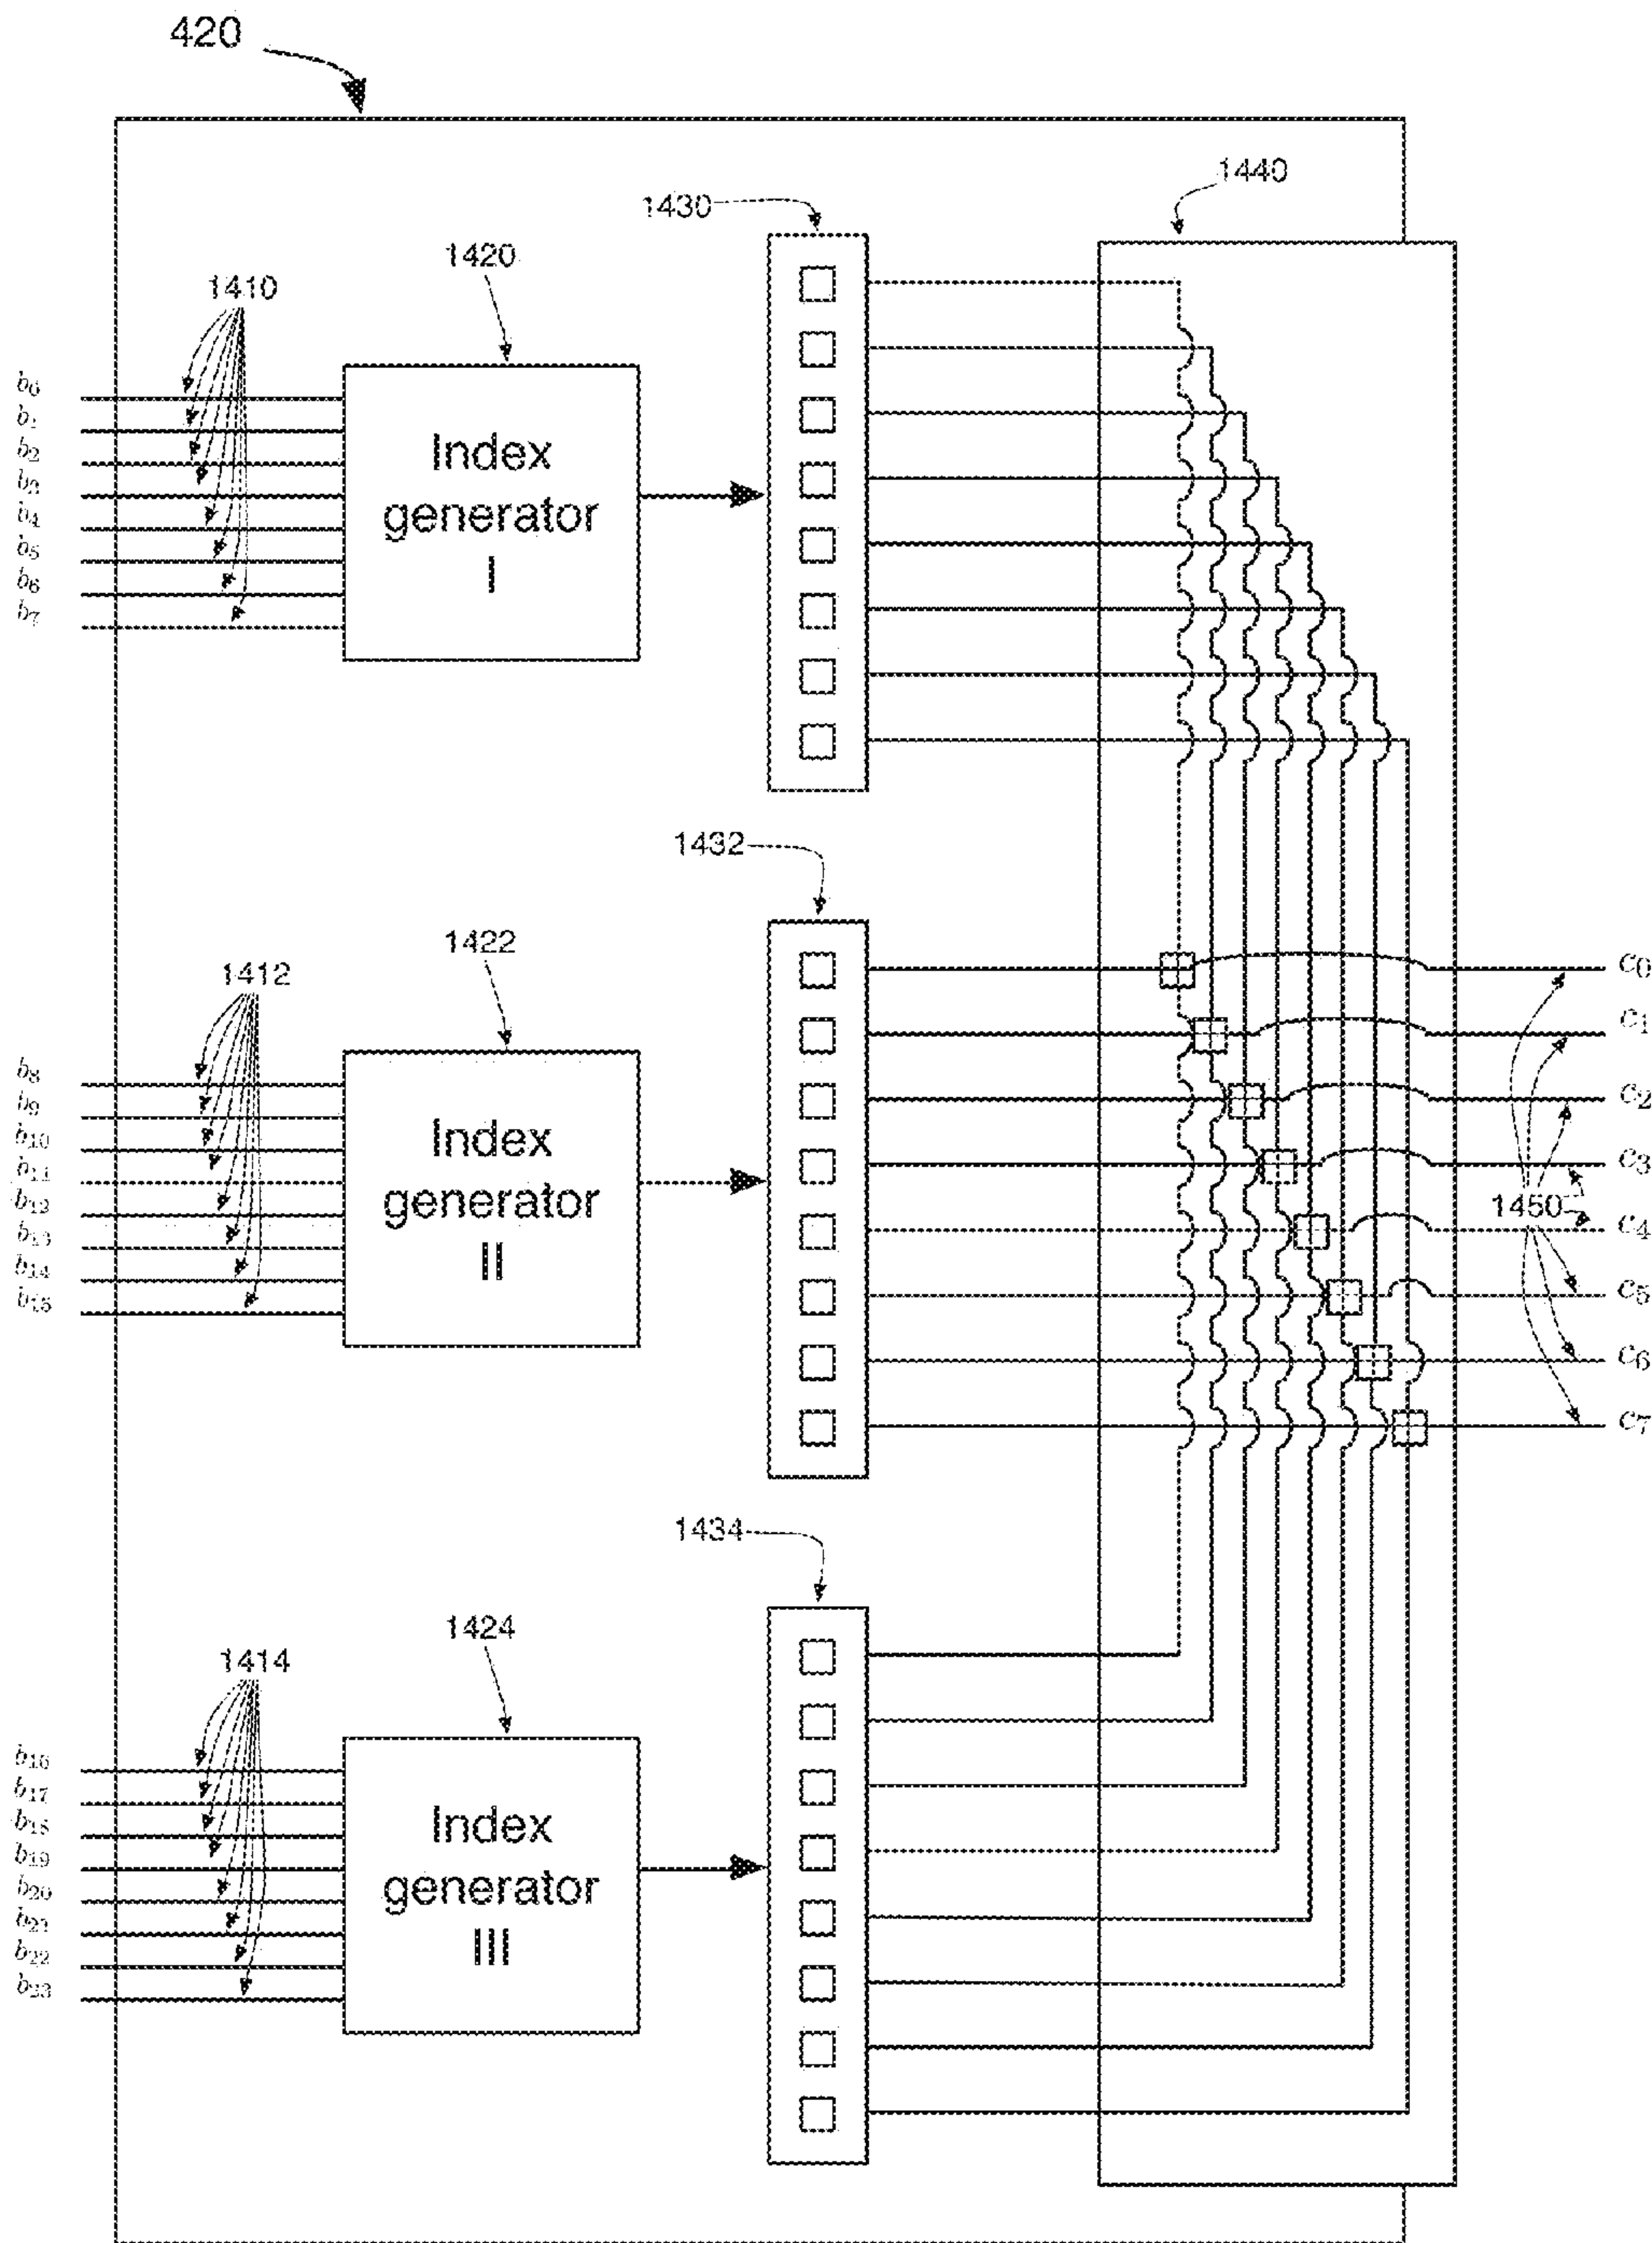 420
1440
1430
1420
1410
b₀
b₁
b₂
b₃
b₄
b₅
b₆
b₇
Index
generator
I
1432
1422
1412
b₈
b₉
b₁₀
b₁₁
b₁₂
b₁₃
b₁₄
b₁₅
Index
generator
II
c₀
c₁
c₂
c₃
1450
c₄
c₅
c₆
c₇
1434
1424
1414
b₁₆
b₁₇
b₁₈
b₁₉
b₂₀
b₂₁
b₂₂
b₂₃
Index
generator
III